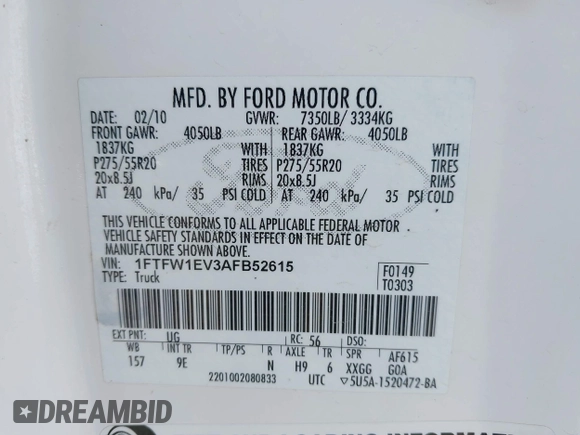 MFD. BY FORD MOTOR CO.
DATE: 02/10 GVWR: 7350LB/ 3334KG
FRONT GAWR: 4050LB REAR GAWR: 4050LB
1837KG WITH 1837KG WITH
P275/55R20 TIRES P275/55R20 TIRES
20x8.5J RIMS 20x8.5J RIMS
AT 240 kPa/ 35 PSI COLD AT 240 kPa/ 35 PSI COLD
THIS VEHICLE CONFORMS TO ALL APPLICABLE FEDERAL MOTOR
VEHICLE SAFETY STANDARDS IN EFFECT ON THE DATE OF
MANUFACTURE SHOWN ABOVE.
VIN: 1FTFW1EV3AFB52615 F0149
TYPE: Truck T0303
EXT PNT: UG RC: 56
WB INT TR TP/PS R AXLE TR SPR AF615
157 9E N H9 6 XXGG G0A
2201002080833 UTC ▽5U5A-1520472-BA
DREAMBID
LOADING INFORMATI